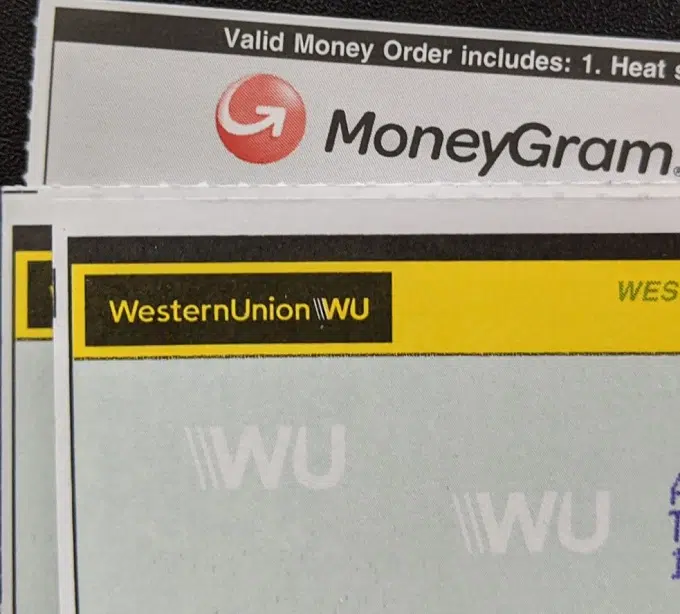 Valid Money Order includes: 1. Heat
MoneyGram®
WesternUnion WU
WES
WU
WU